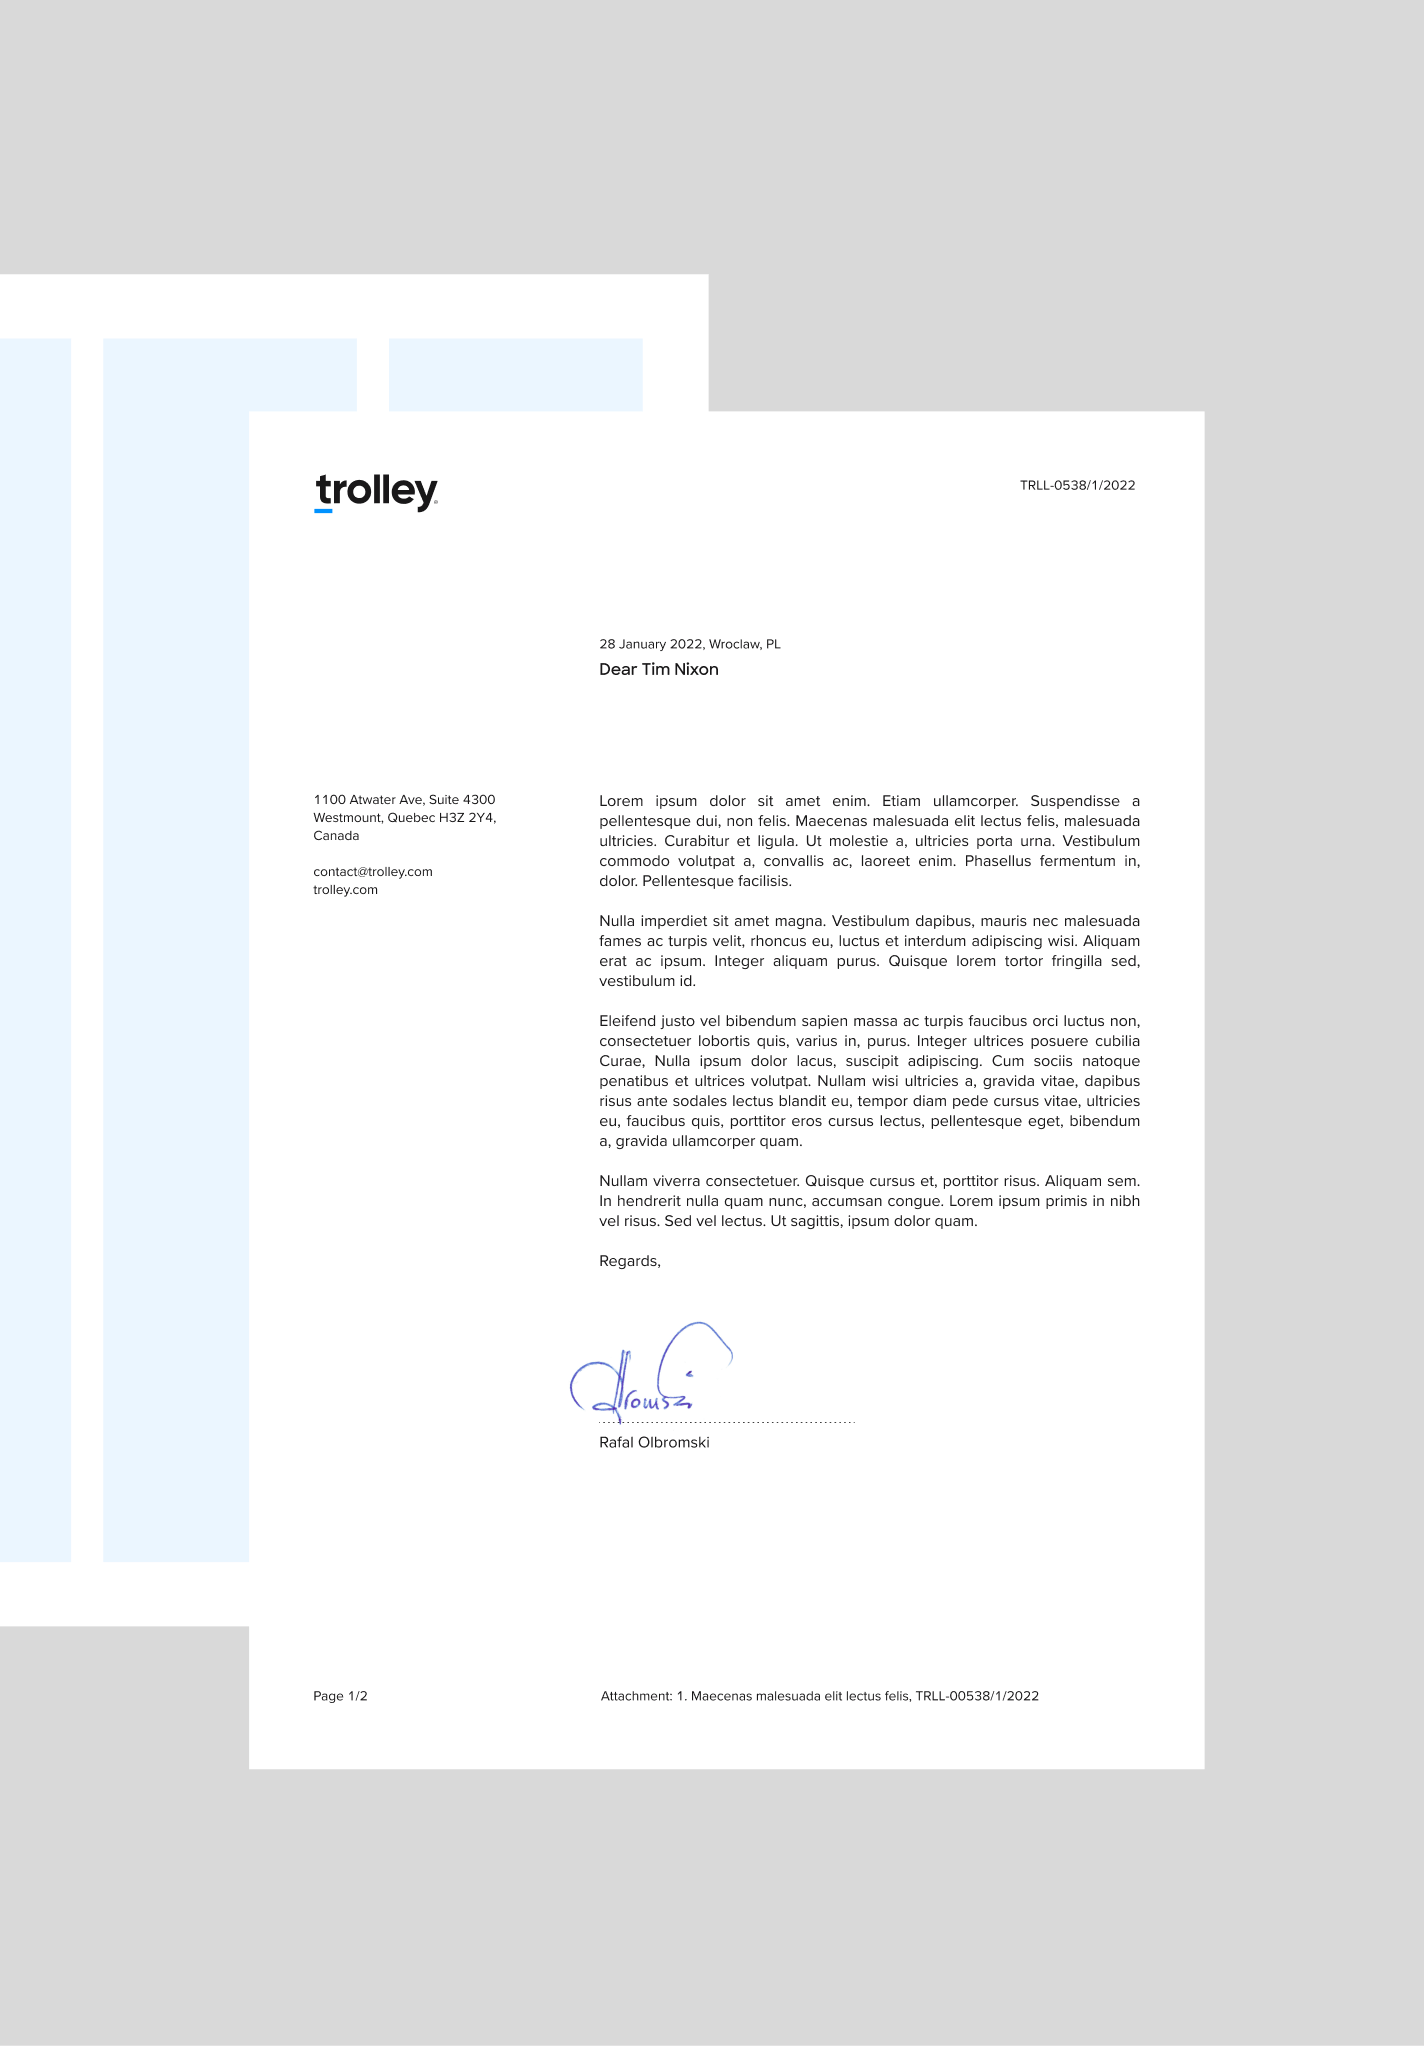 trolley
TRLL-0538/1/2022
28 January 2022, Wroclaw, PL
Dear Tim Nixon
1100 Atwater Ave, Suite 4300
Westmount, Quebec H3Z 2Y4,
Canada
contact@trolley.com
trolley.com
Lorem ipsum dolor sit amet enim. Etiam ullamcorper. Suspendisse a
pellentesque dui, non felis. Maecenas malesuada elit lectus felis, malesuada
ultricies. Curabitur et ligula. Ut molestie a, ultricies porta urna. Vestibulum
commodo volutpat a, convallis ac, laoreet enim. Phasellus fermentum in,
dolor. Pellentesque facilisis.
Nulla imperdiet sit amet magna. Vestibulum dapibus, mauris nec malesuada
fames ac turpis velit, rhoncus eu, luctus et interdum adipiscing wisi. Aliquam
erat ac ipsum. Integer aliquam purus. Quisque lorem tortor fringilla sed,
vestibulum id.
Eleifend justo vel bibendum sapien massa ac turpis faucibus orci luctus non,
consectetuer lobortis quis, varius in, purus. Integer ultrices posuere cubilia
Curae, Nulla ipsum dolor lacus, suscipit adipiscing. Cum sociis natoque
penatibus et ultrices volutpat. Nullam wisi ultricies a, gravida vitae, dapibus
risus ante sodales lectus blandit eu, tempor diam pede cursus vitae, ultricies
eu, faucibus quis, porttitor eros cursus lectus, pellentesque eget, bibendum
a, gravida ullamcorper quam.
Nullam viverra consectetuer. Quisque cursus et, porttitor risus. Aliquam sem.
In hendrerit nulla quam nunc, accumsan congue. Lorem ipsum primis in nibh
vel risus. Sed vel lectus. Ut sagittis, ipsum dolor quam.
Regards,
Rafal Olbromski
Page 1/2
Attachment: 1. Maecenas malesuada elit lectus felis, TRLL-00538/1/2022